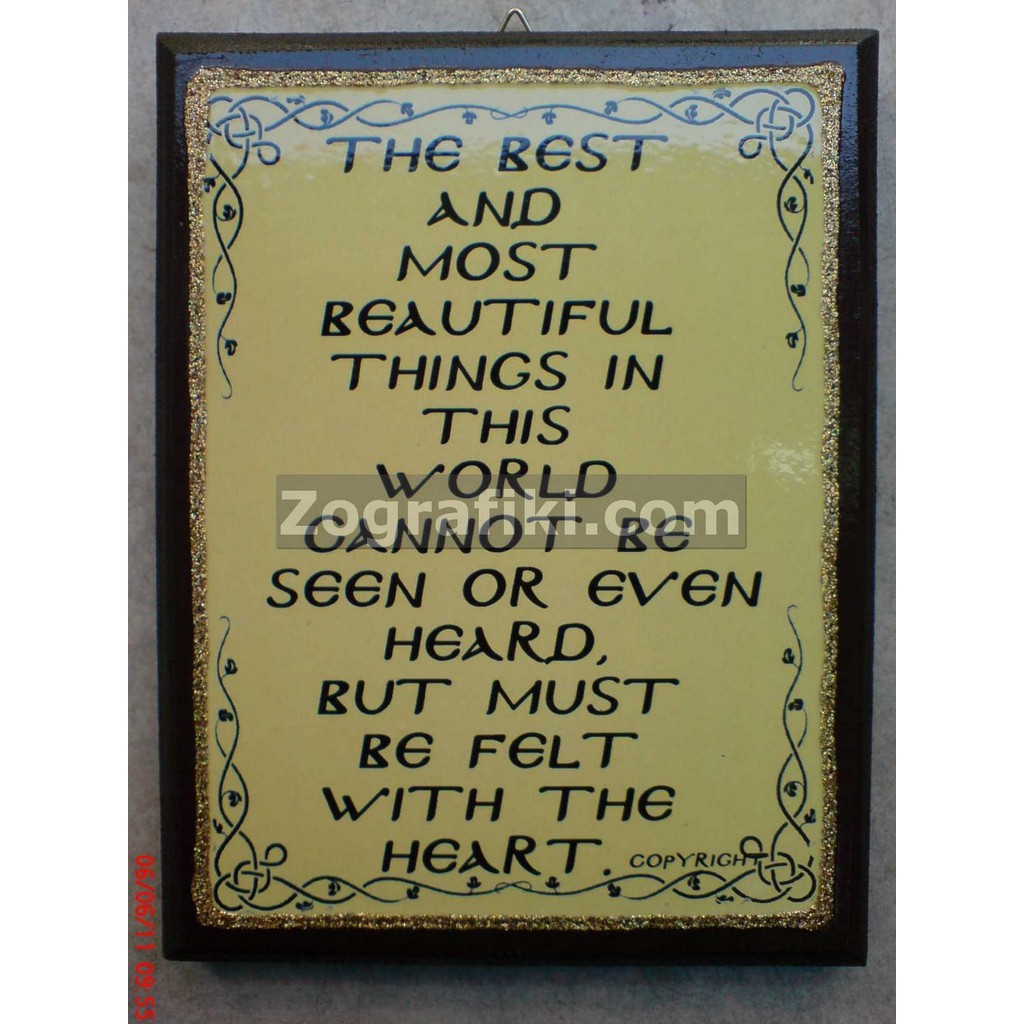 THE BEST
AND
MOST
BEAUTIFUL
THINGS IN
THIS
WORLD
Zografiki.com
CANNOT BE
SEEN OR EVEN
HEARD,
BUT MUST
BE FELT
WITH THE
HEART.
COPYRIGHT
06/06/11 09:55